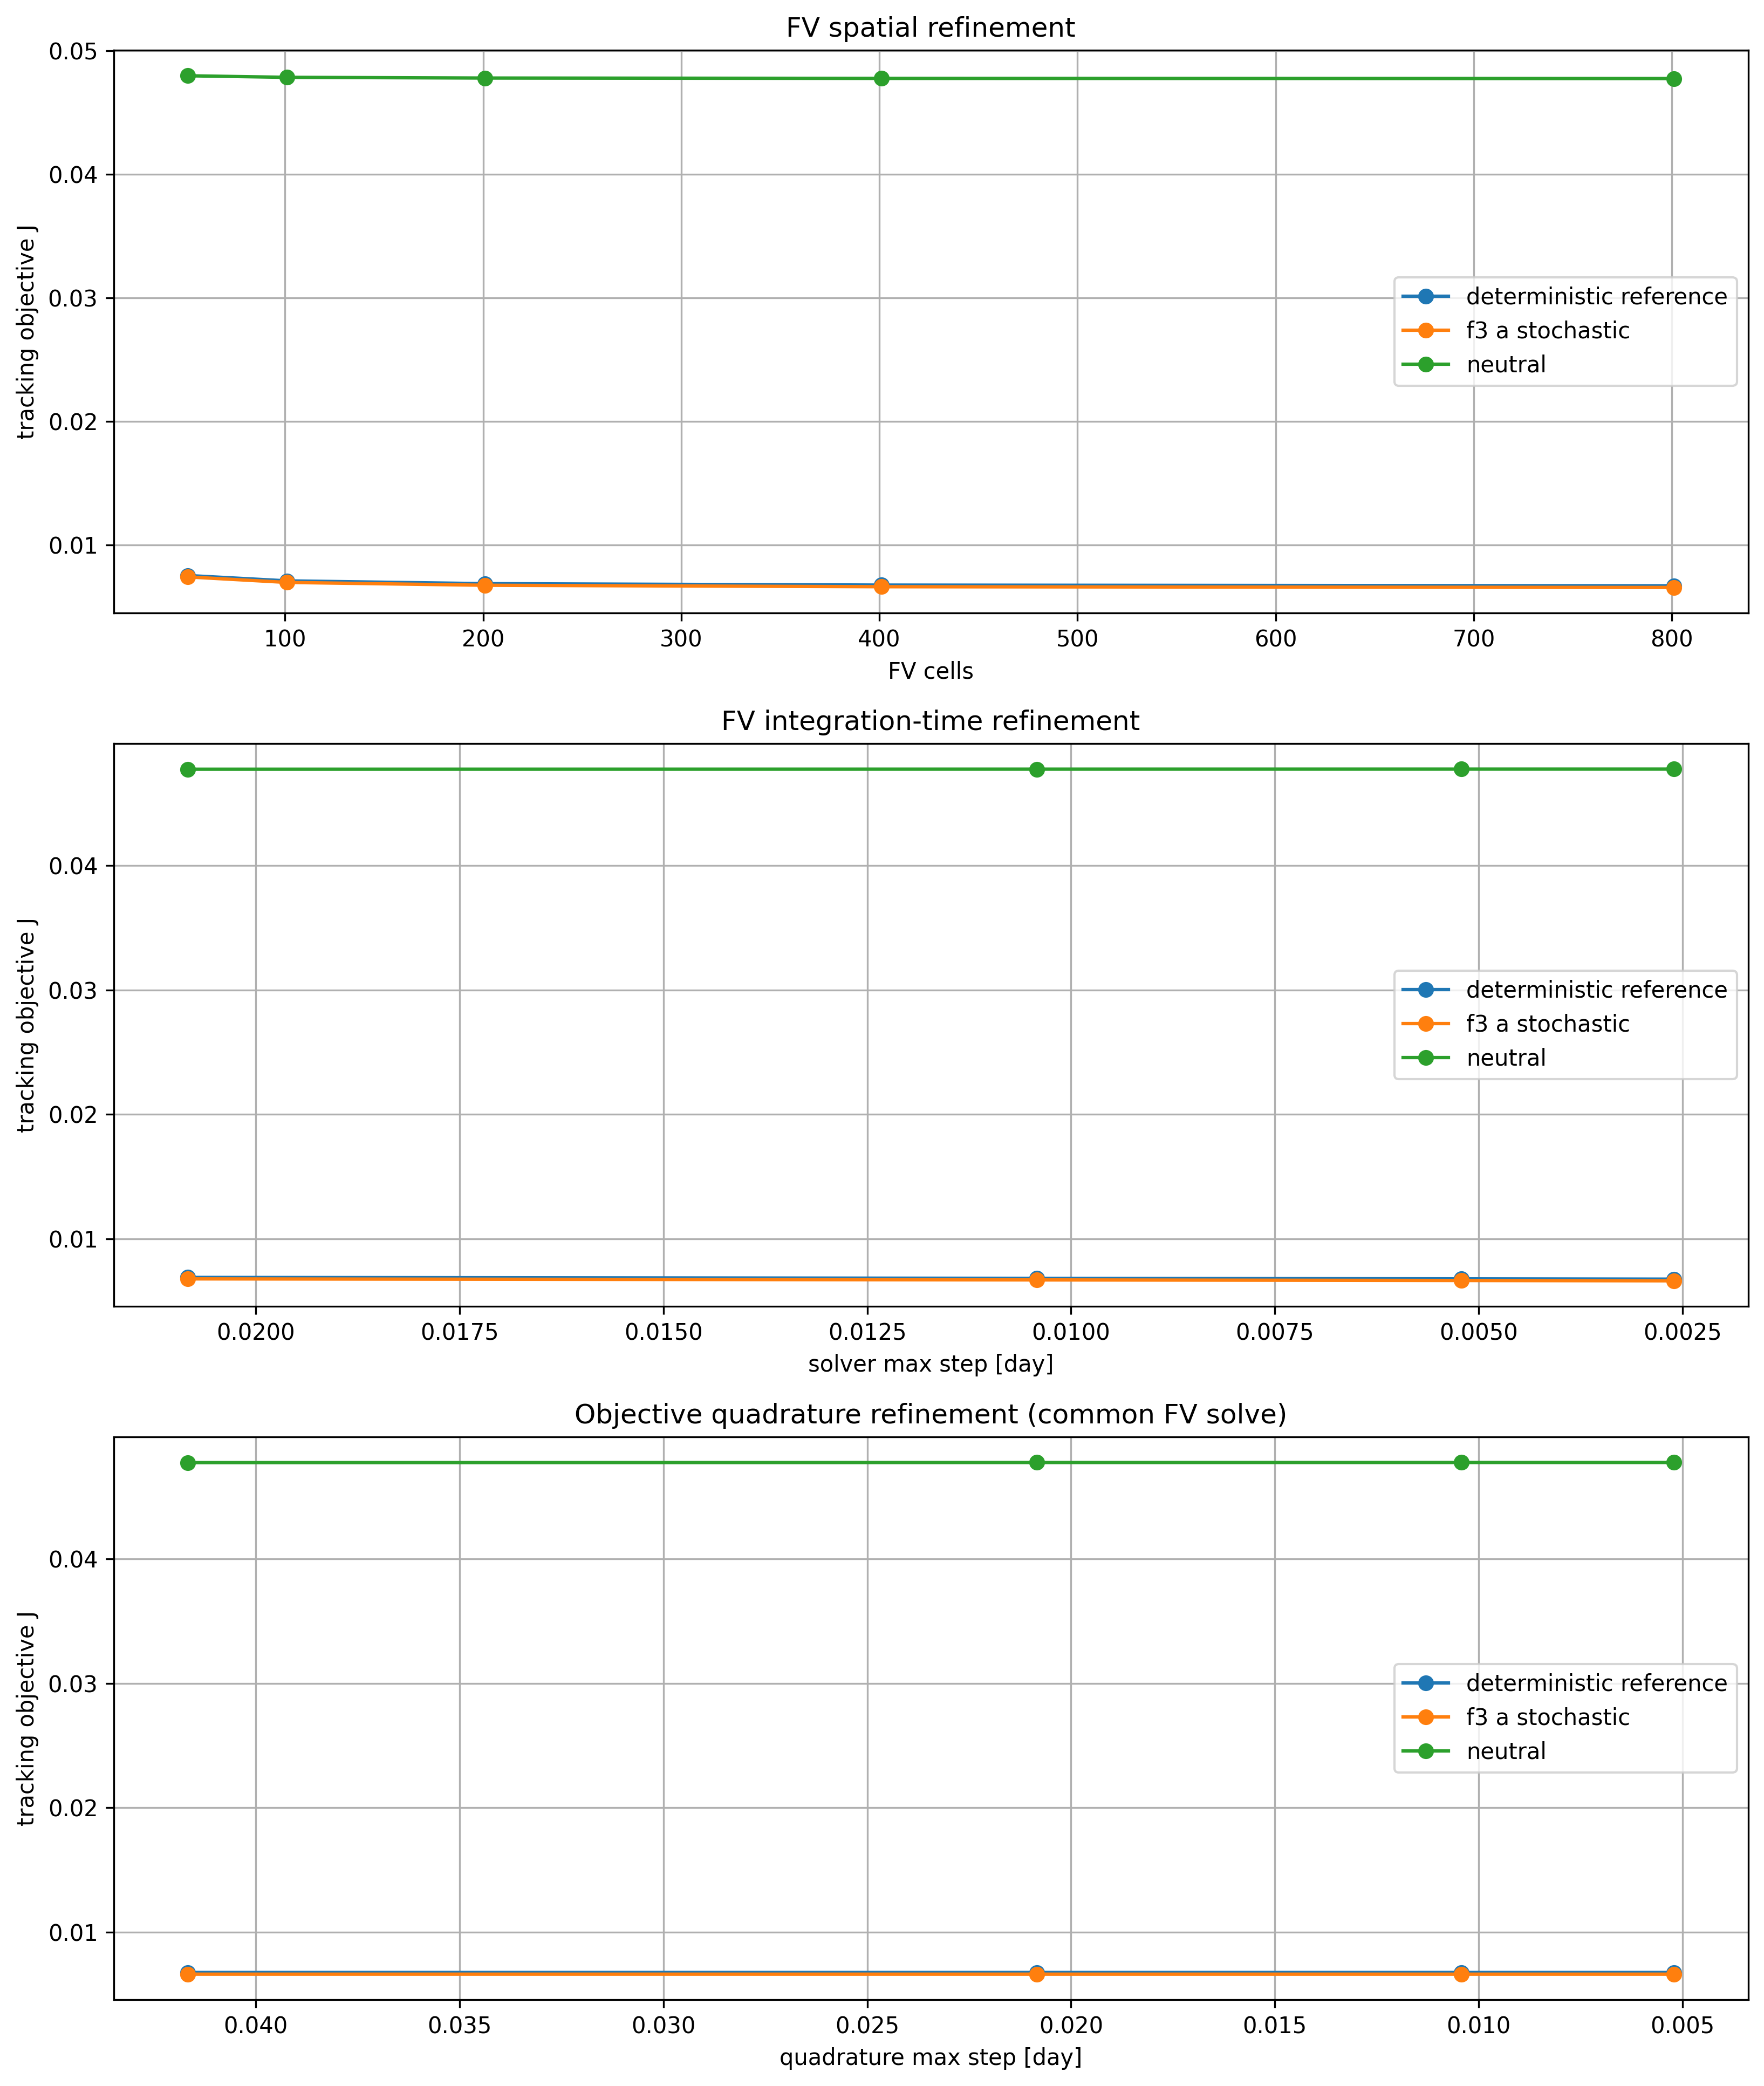 FV spatial refinement
0.05
0.04
0.03
0.02
0.01
tracking objective J
deterministic reference
f3 a stochastic
neutral
100 200 300 400 500 600 700 800
FV cells
FV integration-time refinement
0.04
0.03
0.02
0.01
tracking objective J
deterministic reference
f3 a stochastic
neutral
0.0200 0.0175 0.0150 0.0125 0.0100 0.0075 0.0050 0.0025
solver max step [day]
Objective quadrature refinement (common FV solve)
0.04
0.03
0.02
0.01
tracking objective J
deterministic reference
f3 a stochastic
neutral
0.040 0.035 0.030 0.025 0.020 0.015 0.010 0.005
quadrature max step [day]